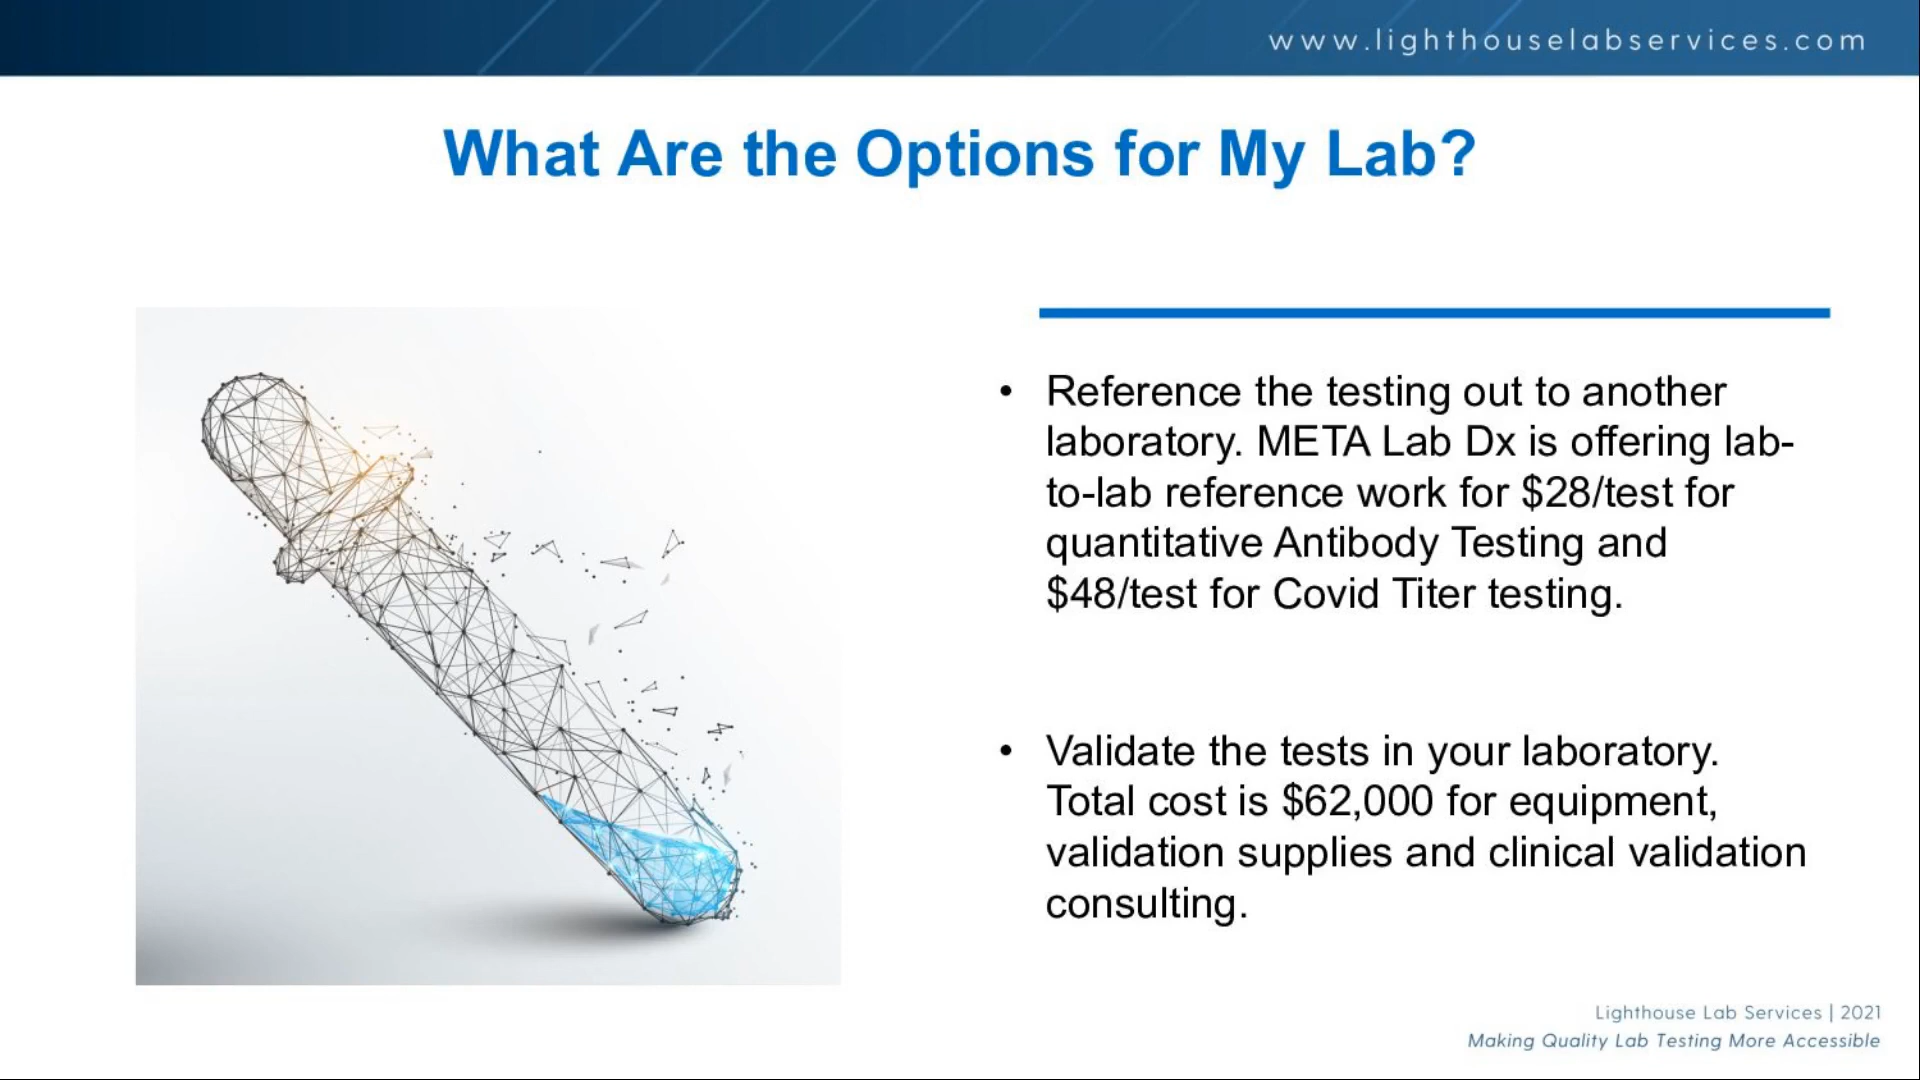 www.lighthouselabservices.com
What Are the Options for My Lab?
• Reference the testing out to another
laboratory. META Lab Dx is offering lab-
to-lab reference work for $28/test for
quantitative Antibody Testing and
$48/test for Covid Titer testing.
• Validate the tests in your laboratory.
Total cost is $62,000 for equipment,
validation supplies and clinical validation
consulting.
Lighthouse Lab Services | 2021
Making Quality Lab Testing More Accessible